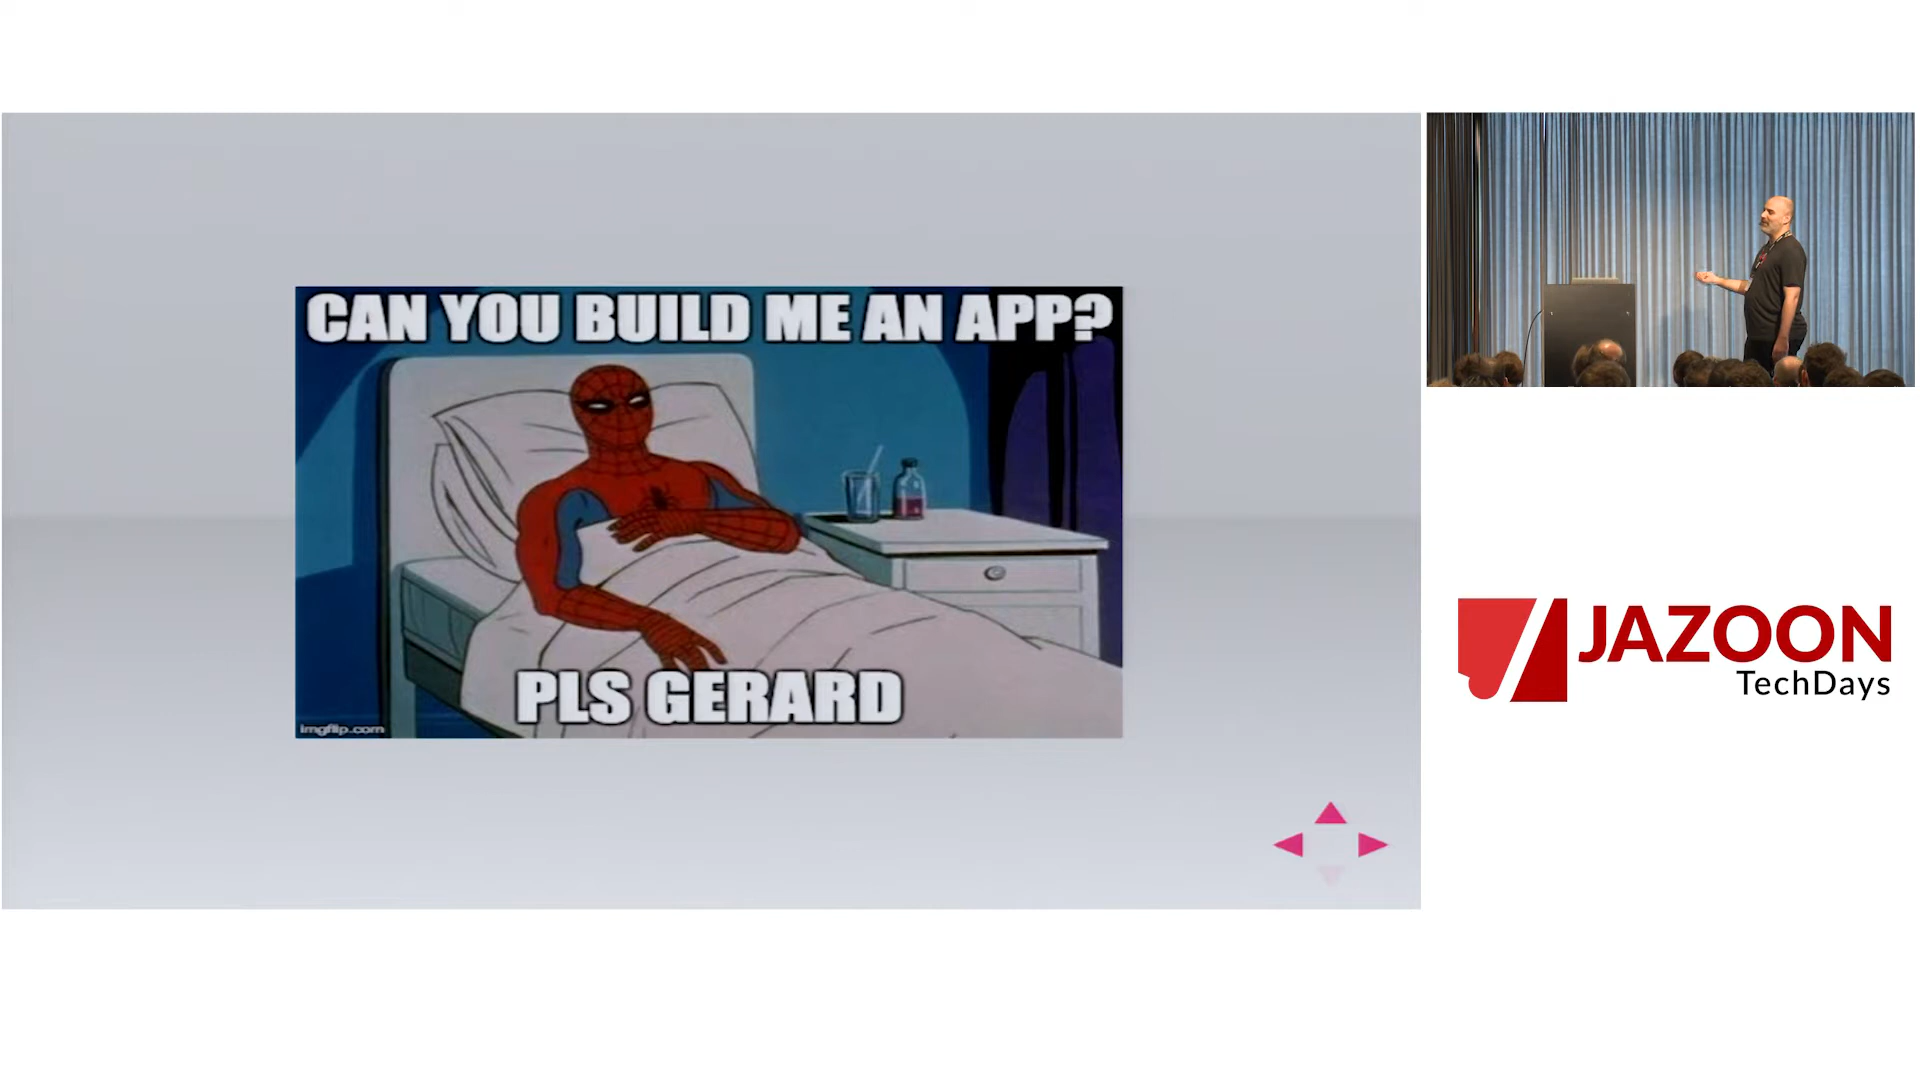 CAN YOU BUILD ME AN APP?
PLS GERARD
imgflip.com
JAZOON
TechDays